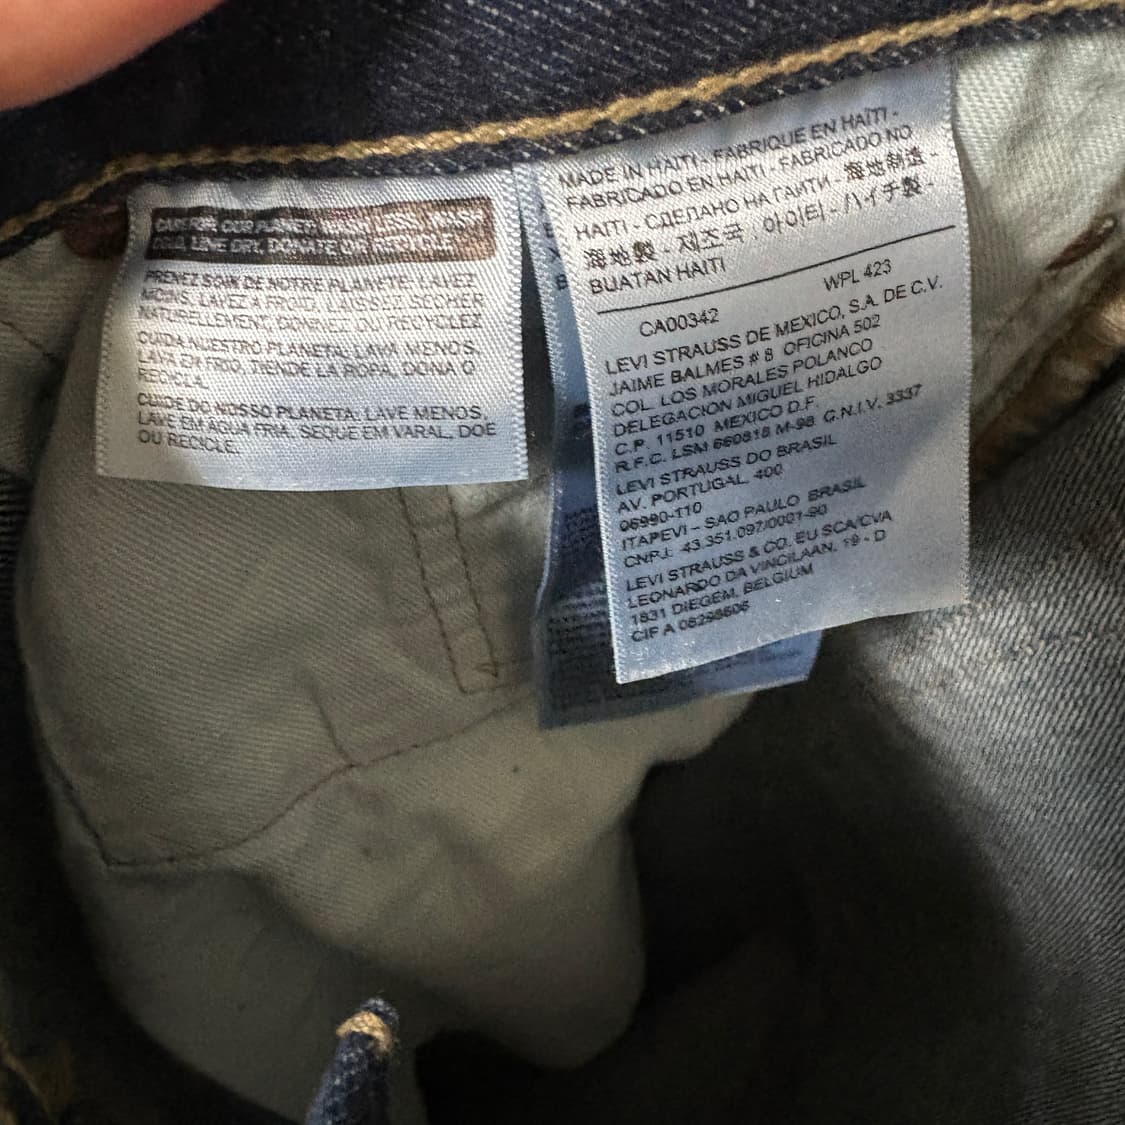 CARE FOR OUR PLANET: WASH LESS, WASH
COLD, LINE DRY, DONATE OR RECYCLE
PRENEZ SOIN DE NOTRE PLANETE: LAVEZ
MOINS, LAVEZ A FROID, LAISSEZ SECHER
NATURELLEMENT, DONNEZ OU RECYCLEZ
CUIDA NUESTRO PLANETA: LAVA MENOS,
LAVA EN FRIO, TIENDE LA ROPA, DONA O
RECICLA.
CUIDE DO NOSSO PLANETA: LAVE MENOS,
LAVE EM AGUA FRIA, SEQUE EM VARAL, DOE
OU RECICLE.
MADE IN HAITI - FABRIQUE EN HAÏTI -
FABRICADO EN HAITI - FABRICADO NO
HAITI - СДЕЛАНО НА ГАИТИ - 海地制造 -
海地製 - 제조국 : 아이티 - ハイチ製 -
BUATAN HAITI
CA00342 WPL 423
LEVI STRAUSS DE MEXICO, S.A. DE C.V.
JAIME BALMES # 8 OFICINA 502
COL. LOS MORALES POLANCO
DELEGACION MIGUEL HIDALGO
C.P. 11510 MEXICO D.F.
R.F.C. LSM 660818 M-98 G.N.I.V. 3337
LEVI STRAUSS DO BRASIL
AV. PORTUGAL, 400
06690-110
ITAPEVI - SAO PAULO BRASIL
CNPJ: 43.351.097/0001-90
LEVI STRAUSS & CO. EU SCA/CVA
LEONARDO DA VINCILAAN, 19 - D
1831 DIEGEM, BELGIUM
CIF A 08298606